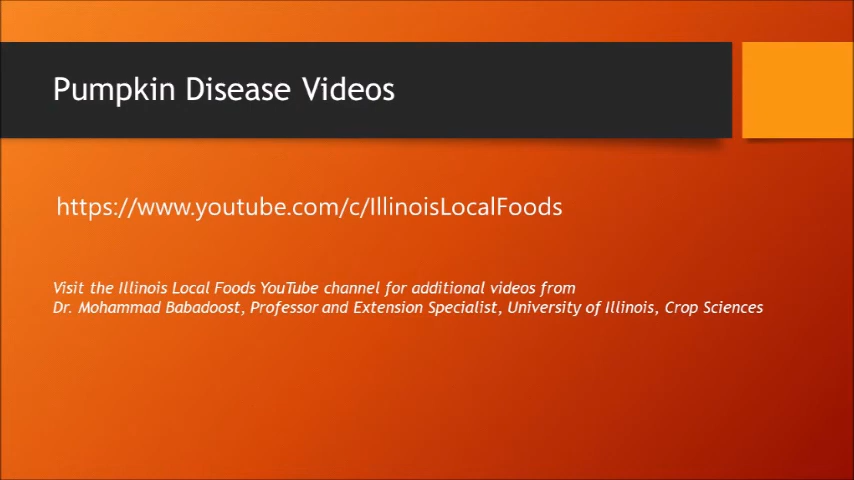 Pumpkin Disease Videos
https://www.youtube.com/c/IllinoisLocalFoods
Visit the Illinois Local Foods YouTube channel for additional videos from
Dr. Mohammad Babadoost, Professor and Extension Specialist, University of Illinois, Crop Sciences